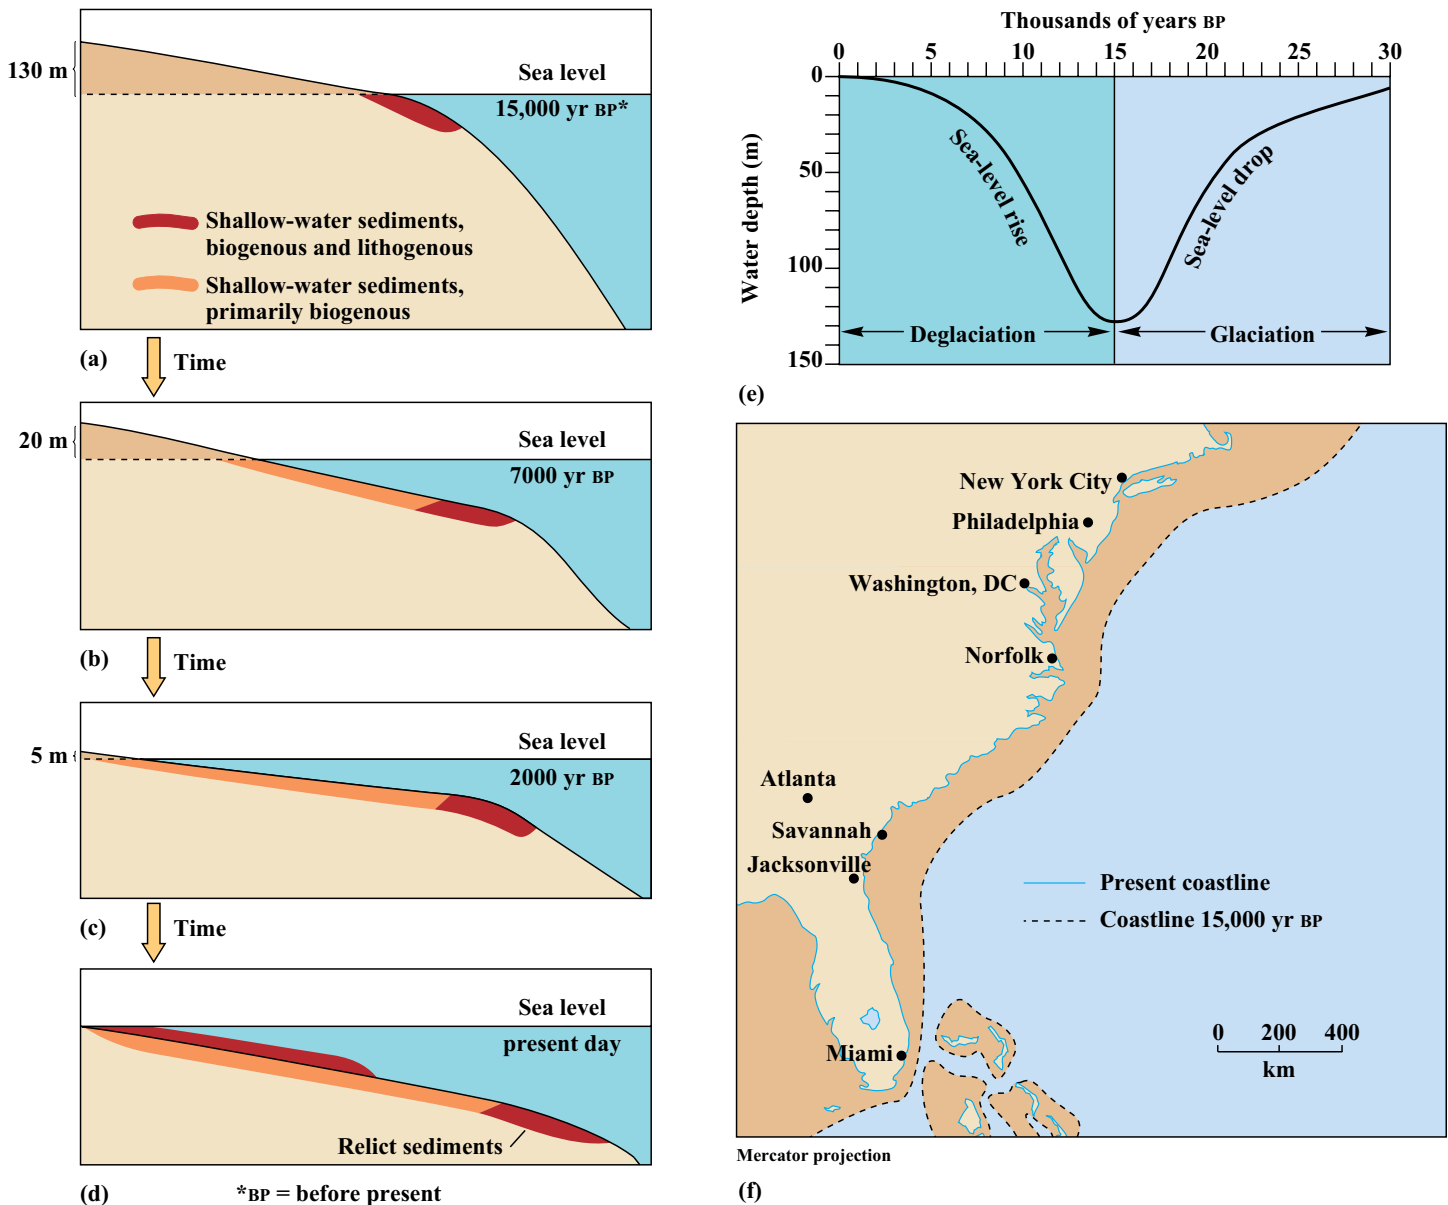 130 m
Sea level
15,000 yr BP*
Shallow-water sediments,
biogenous and lithogenous
Shallow-water sediments,
primarily biogenous
(a)
Time
20 m
Sea level
7000 yr BP
(b)
Time
5 m
Sea level
2000 yr BP
(c)
Time
Sea level
present day
Relict sediments
(d)
*BP = before present
Thousands of years BP
0 5 10 15 20 25 30
Water depth (m)
0
50
100
150
Sea-level rise
Sea-level drop
Deglaciation
Glaciation
(e)
New York City
Philadelphia
Washington, DC
Norfolk
Atlanta
Savannah
Jacksonville
Miami
Present coastline
Coastline 15,000 yr BP
0 200 400
km
Mercator projection
(f)